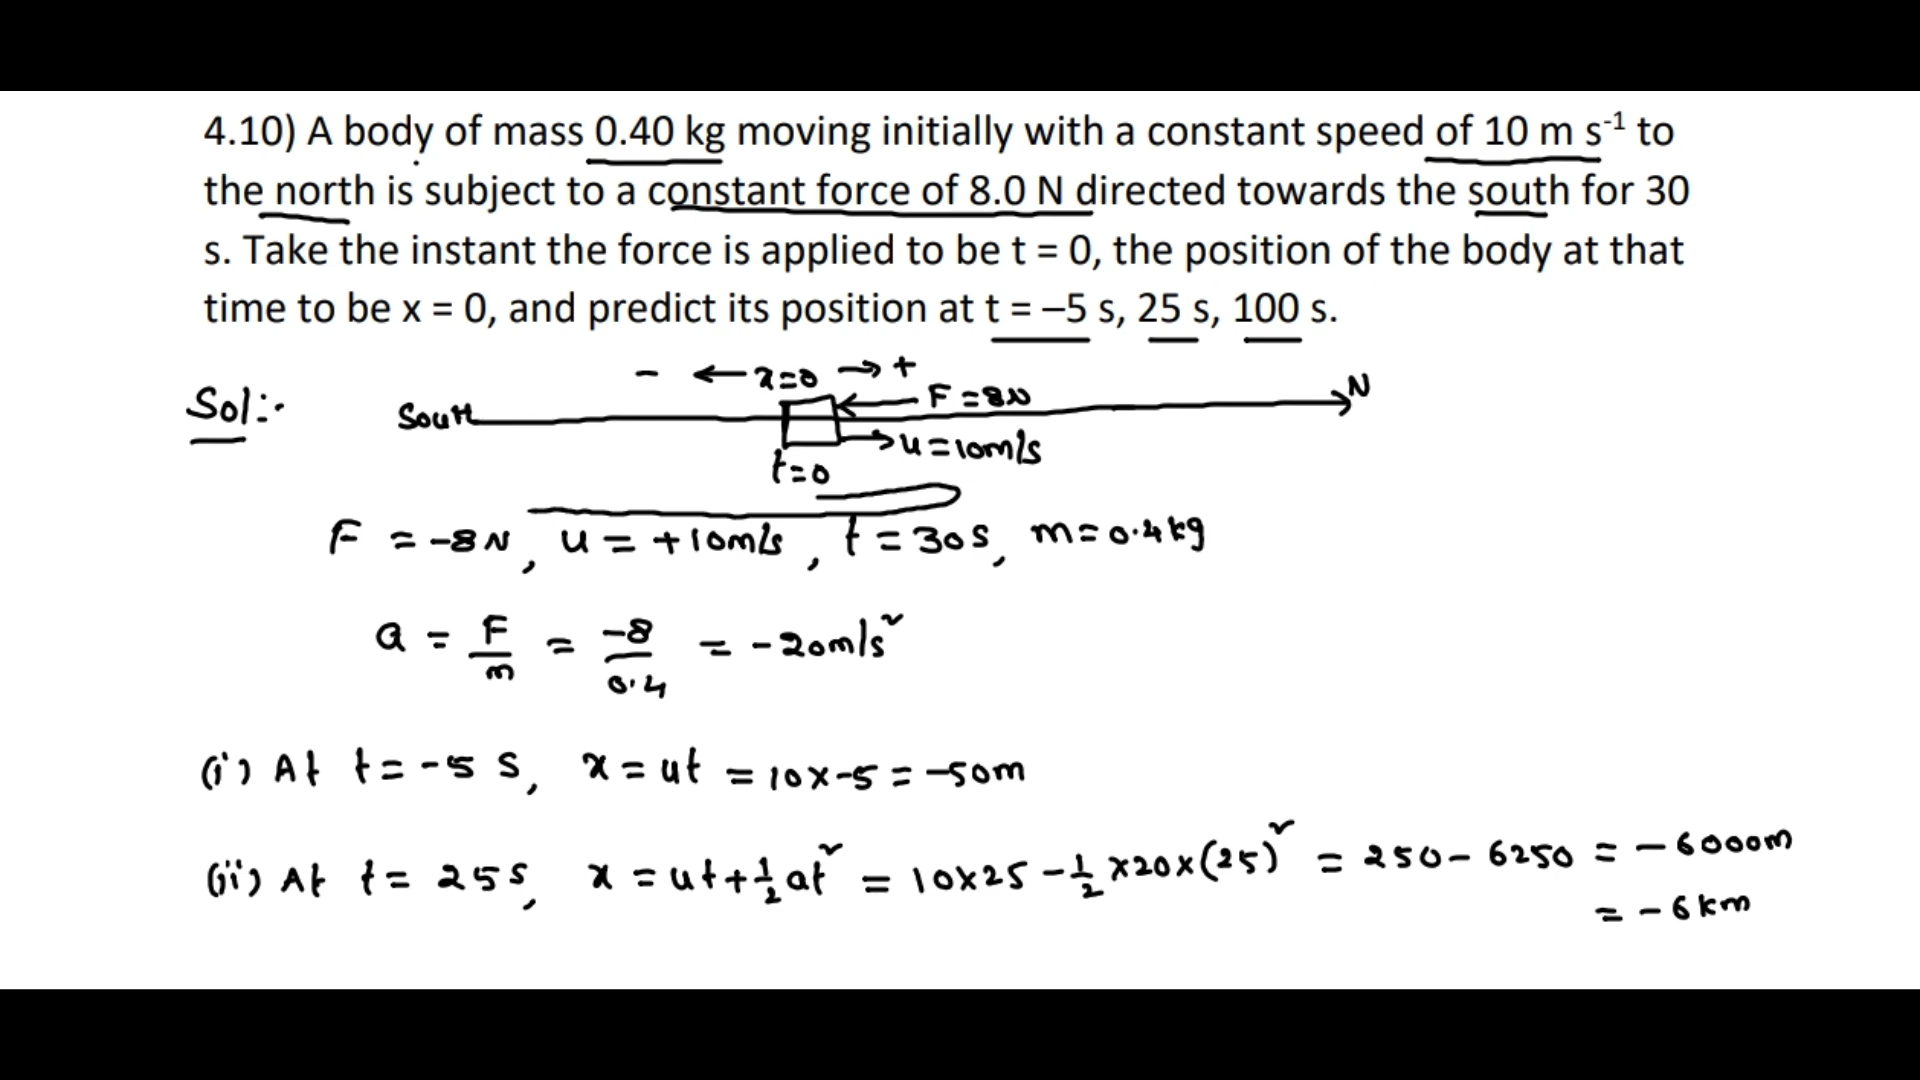 4.10) A body of mass 0.40 kg moving initially with a constant speed of 10 m s⁻¹ to
the north is subject to a constant force of 8.0 N directed towards the south for 30
s. Take the instant the force is applied to be t = 0, the position of the body at that
time to be x = 0, and predict its position at t = –5 s, 25 s, 100 s.
Sol:-
- ← x=0 → +
South F=8N N
u=10m/s
t=0
F = -8N, u = +10m/s, t = 30s, m=0.4kg
a = F/m = -8/0.4 = -20m/s²
(i) At t=-5 s, x=ut = 10x-5 = -50m
(ii) At t= 25s, x = ut+½at² = 10x25 -½x20x(25)² = 250- 6250 = -6000m
= -6km